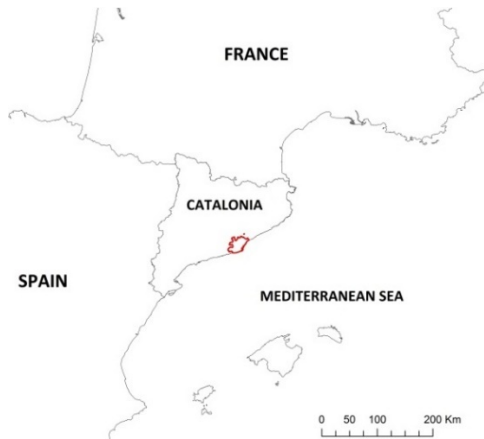 FRANCE
CATALONIA
SPAIN
MEDITERRANEAN SEA
0 50 100 200 Km